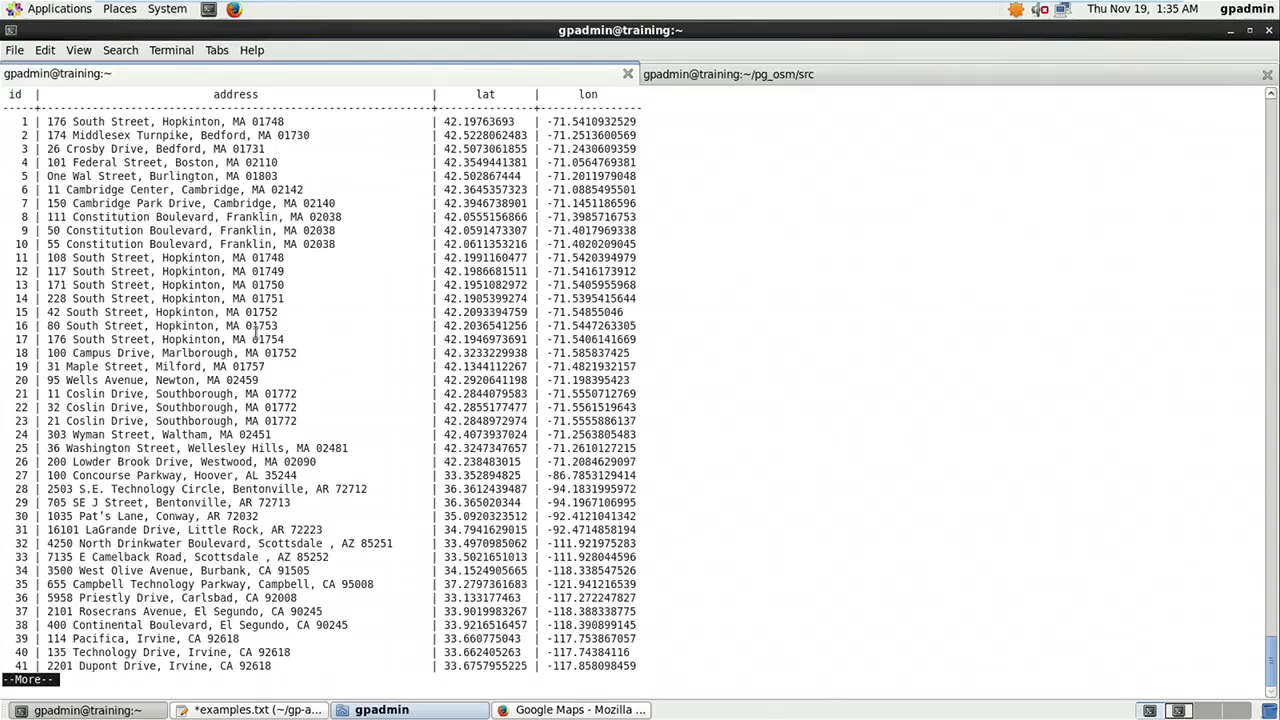 Applications Places System Thu Nov 19, 1:35 AM gpadmin
gpadmin@training:~
File Edit View Search Terminal Tabs Help
gpadmin@training:~ gpadmin@training:~/pg_osm/src
id | address | lat | lon
----+------------------------------------------------+-------------+--------------
1 | 176 South Street, Hopkinton, MA 01748 | 42.19763693 | -71.5410932529
2 | 174 Middlesex Turnpike, Bedford, MA 01730 | 42.5228062483 | -71.2513600569
3 | 26 Crosby Drive, Bedford, MA 01731 | 42.5073061855 | -71.2430609359
4 | 101 Federal Street, Boston, MA 02110 | 42.3549441381 | -71.0564769381
5 | One Wal Street, Burlington, MA 01803 | 42.502867444 | -71.2011979048
6 | 11 Cambridge Center, Cambridge, MA 02142 | 42.3645357323 | -71.0885495501
7 | 150 Cambridge Park Drive, Cambridge, MA 02140 | 42.3946738901 | -71.1451186596
8 | 111 Constitution Boulevard, Franklin, MA 02038 | 42.0555156866 | -71.3985716753
9 | 50 Constitution Boulevard, Franklin, MA 02038 | 42.0591473307 | -71.4017969338
10 | 55 Constitution Boulevard, Franklin, MA 02038 | 42.0611353216 | -71.4020209045
11 | 108 South Street, Hopkinton, MA 01748 | 42.1991160477 | -71.5420394979
12 | 117 South Street, Hopkinton, MA 01749 | 42.1986681511 | -71.5416173912
13 | 171 South Street, Hopkinton, MA 01750 | 42.1951082972 | -71.5405955968
14 | 228 South Street, Hopkinton, MA 01751 | 42.1905399274 | -71.5395415644
15 | 42 South Street, Hopkinton, MA 01752 | 42.2093394759 | -71.54855046
16 | 80 South Street, Hopkinton, MA 01753 | 42.2036541256 | -71.5447263305
17 | 176 South Street, Hopkinton, MA 01754 | 42.1946973691 | -71.5406141669
18 | 100 Campus Drive, Marlborough, MA 01752 | 42.3233229938 | -71.585837425
19 | 31 Maple Street, Milford, MA 01757 | 42.1344112267 | -71.4821932157
20 | 95 Wells Avenue, Newton, MA 02459 | 42.2920641198 | -71.198395423
21 | 11 Coslin Drive, Southborough, MA 01772 | 42.2844079583 | -71.5550712769
22 | 32 Coslin Drive, Southborough, MA 01772 | 42.2855177477 | -71.5561519643
23 | 21 Coslin Drive, Southborough, MA 01772 | 42.2848972974 | -71.5555886137
24 | 303 Wyman Street, Waltham, MA 02451 | 42.4073937024 | -71.2563805483
25 | 36 Washington Street, Wellesley Hills, MA 02481 | 42.3247347657 | -71.2610127215
26 | 200 Lowder Brook Drive, Westwood, MA 02090 | 42.238483015 | -71.2084629097
27 | 100 Concourse Parkway, Hoover, AL 35244 | 33.352894825 | -86.7853129414
28 | 2503 S.E. Technology Circle, Bentonville, AR 72712 | 36.3612439487 | -94.1831995972
29 | 705 SE J Street, Bentonville, AR 72713 | 36.365020344 | -94.1967106995
30 | 1035 Pat's Lane, Conway, AR 72032 | 35.0920323512 | -92.4121041342
31 | 16101 LaGrande Drive, Little Rock, AR 72223 | 34.7941629015 | -92.4714858194
32 | 4250 North Drinkwater Boulevard, Scottsdale , AZ 85251 | 33.4970985062 | -111.921975283
33 | 7135 E Camelback Road, Scottsdale , AZ 85252 | 33.5021651013 | -111.928044596
34 | 3500 West Olive Avenue, Burbank, CA 91505 | 34.1524905665 | -118.338547526
35 | 655 Campbell Technology Parkway, Campbell, CA 95008 | 37.2797361683 | -121.941216539
36 | 5958 Priestly Drive, Carlsbad, CA 92008 | 33.133177463 | -117.272247827
37 | 2101 Rosecrans Avenue, El Segundo, CA 90245 | 33.9019983267 | -118.388338775
38 | 400 Continental Boulevard, El Segundo, CA 90245 | 33.9216516457 | -118.390899145
39 | 114 Pacifica, Irvine, CA 92618 | 33.660775043 | -117.753867057
40 | 135 Technology Drive, Irvine, CA 92618 | 33.662405263 | -117.74384116
41 | 2201 Dupont Drive, Irvine, CA 92618 | 33.6757955225 | -117.858098459
--More--
gpadmin@training:~ *examples.txt (~/gp-a... gpadmin Google Maps - Mozilla ...